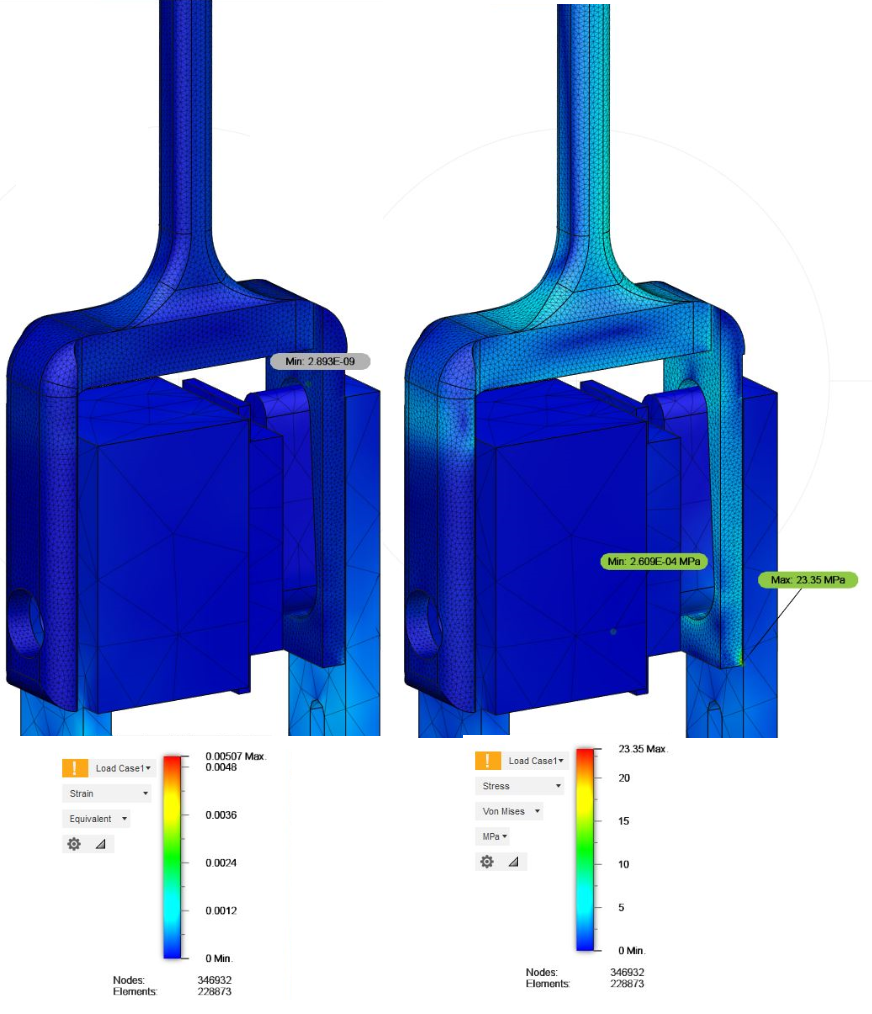 Min: 2.893E-09
Min: 2.609E-04 MPa
Max: 23.35 MPa
! Load Case1
Strain
Equivalent
0.00507 Max.
0.0048
0.0036
0.0024
0.0012
0 Min.
Nodes: 346932
Elements: 228873
! Load Case1
Stress
Von Mises
MPa
23.35 Max.
20
15
10
5
0 Min.
Nodes: 346932
Elements: 228873